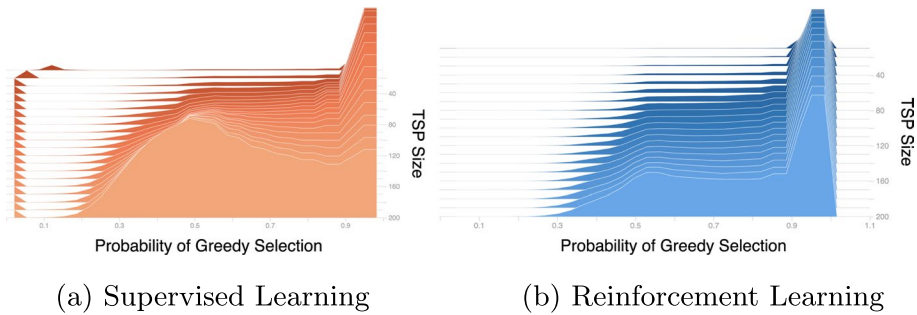 40
80
120
160
200
TSP Size
0.1 0.3 0.5 0.7 0.9
Probability of Greedy Selection
(a) Supervised Learning
40
80
120
160
200
TSP Size
0.1 0.3 0.5 0.7 0.9 1.1
Probability of Greedy Selection
(b) Reinforcement Learning